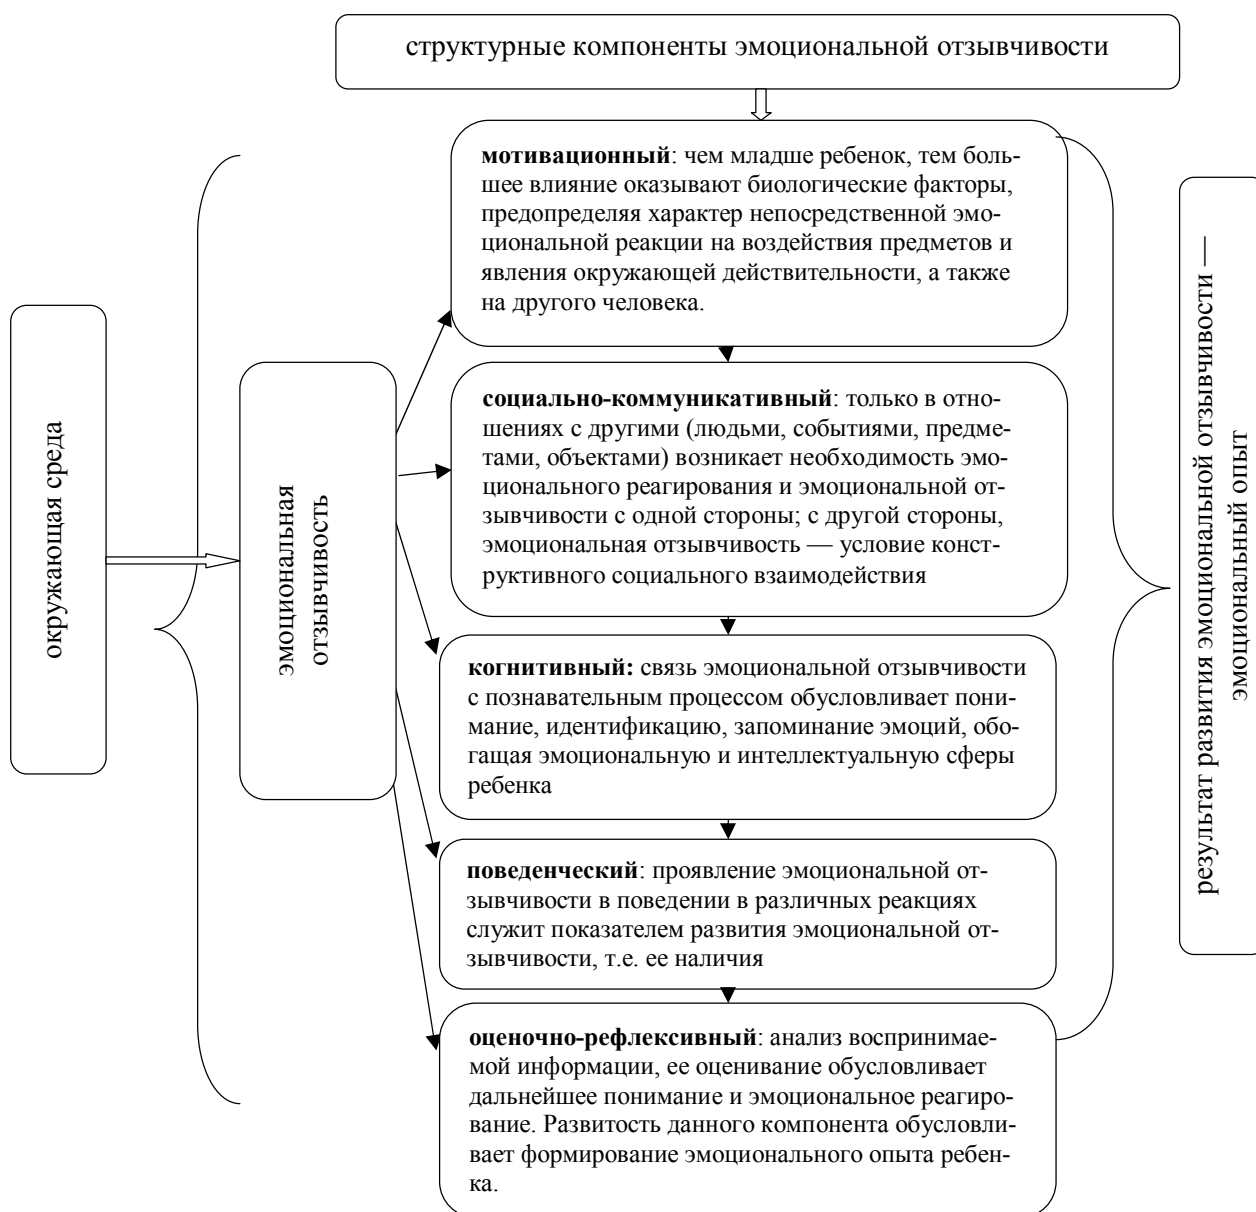 структурные компоненты эмоциональной отзывчивости
окружающая среда
эмоциональная
отзывчивость
мотивационный: чем младше ребенок, тем боль-
шее влияние оказывают биологические факторы,
предопределяя характер непосредственной эмо-
циональной реакции на воздействия предметов и
явления окружающей действительности, а также
на другого человека.
социально-коммуникативный: только в отно-
шениях с другими (людьми, событиями, предме-
тами, объектами) возникает необходимость эмо-
ционального реагирования и эмоциональной от-
зывчивости с одной стороны; с другой стороны,
эмоциональная отзывчивость — условие конст-
руктивного социального взаимодействия
когнитивный: связь эмоциональной отзывчивости
с познавательным процессом обусловливает пони-
мание, идентификацию, запоминание эмоций, обо-
гащая эмоциональную и интеллектуальную сферы
ребенка
поведенческий: проявление эмоциональной от-
зывчивости в поведении в различных реакциях
служит показателем развития эмоциональной от-
зывчивости, т.е. ее наличия
оценочно-рефлексивный: анализ воспринимае-
мой информации, ее оценивание обусловливает
дальнейшее понимание и эмоциональное реагиро-
вание. Развитость данного компонента обусловли-
вает формирование эмоционального опыта ребен-
ка.
результат развития эмоциональной отзывчивости —
эмоциональный опыт